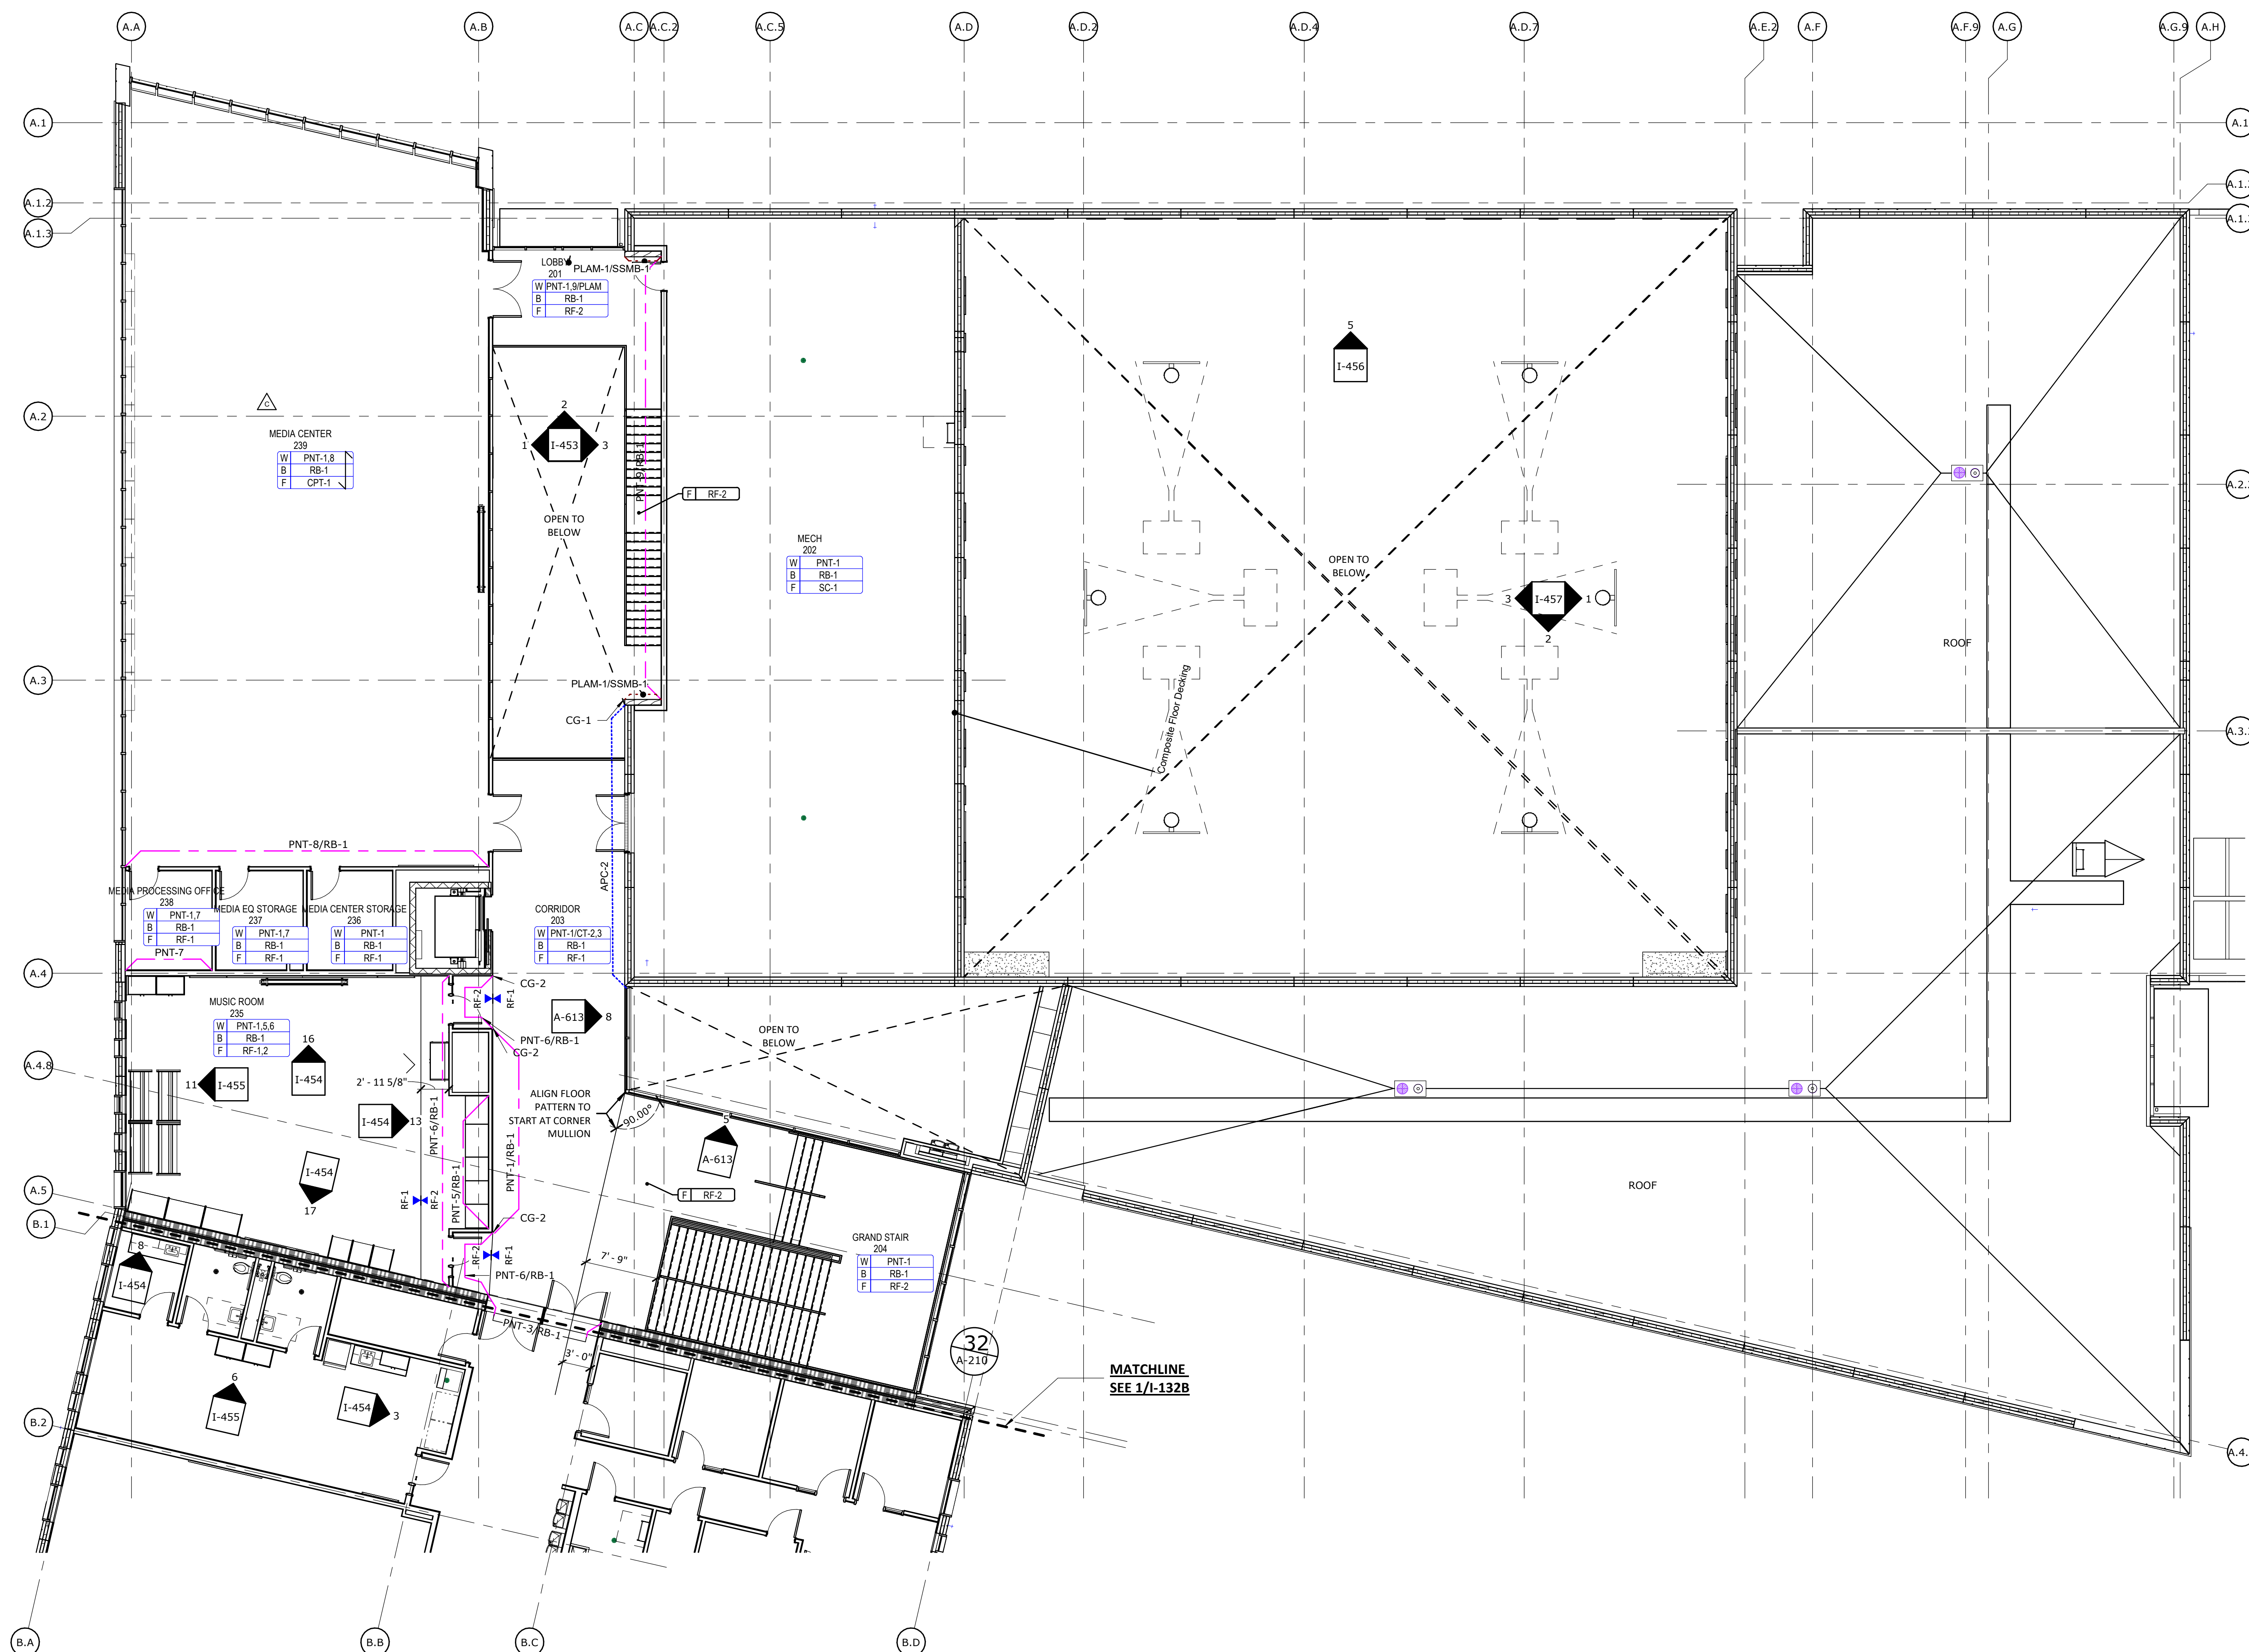 A.A
A.B
A.C
A.C.2
A.C.5
A.D
A.D.2
A.D.4
A.D.7
A.E.2
A.F
A.F.9
A.G
A.G.9
A.H
A.1
A.1
A.1.2
A.1.3
LOBBY
201
W PNT-1,9/PLAM
B RB-1
F RF-2
PLAM-1/SSMB-1
5
I-456
A.2
C
MEDIA CENTER
239
W PNT-1,8
B RB-1
F CPT-1
2
1 I-453 3
PNT-9/RB-1
F RF-2
OPEN TO
BELOW
MECH
202
W PNT-1
B RB-1
F SC-1
OPEN TO
BELOW
3 I-457 1
2
ROOF
A.3
PLAM-1/SSMB-1
CG-1
Composite Floor Decking
PNT-8/RB-1
APC-2
MEDIA PROCESSING OFFICE
238
W PNT-1,7
B RB-1
F RF-1
PNT-7
MEDIA EQ STORAGE
237
W PNT-1,7
B RB-1
F RF-1
MEDIA CENTER STORAGE
236
W PNT-1
B RB-1
F RF-1
CORRIDOR
203
W PNT-1/CT-2,3
B RB-1
F RF-1
A.4
MUSIC ROOM
235
W PNT-1,5,6
B RB-1
F RF-1,2
RF-2
RF-1
CG-2
A-613 8
PNT-6/RB-1
CG-2
OPEN TO
BELOW
16
I-454
11 I-455
2' - 11 5/8"
A.4.8
I-454 13
PNT-6/RB-1
PNT-5/RB-1
PNT-1/RB-1
ALIGN FLOOR
PATTERN TO
START AT CORNER
MULLION
90.00°
5
A-613
F RF-2
I-454
17
RF-1
RF-2
CG-2
A.5
B.1
ROOF
8
I-454
RF-2
RF-1
PNT-6/RB-1
7' - 9"
GRAND STAIR
204
W PNT-1
B RB-1
F RF-2
PNT-3/RB-1
3' - 0"
32
A-210
MATCHLINE
SEE 1/I-132B
6
I-455
I-454 3
B.2
B.A
B.B
B.C
B.D